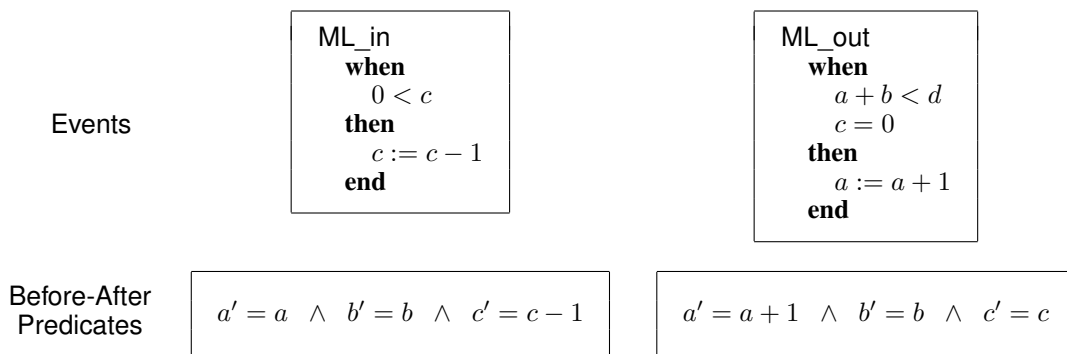 ML_in
when
0 < c
then
c := c − 1
end
ML_out
when
a + b < d
c = 0
then
a := a + 1
end
Events
Before-After
Predicates
a′ = a ∧ b′ = b ∧ c′ = c − 1
a′ = a + 1 ∧ b′ = b ∧ c′ = c